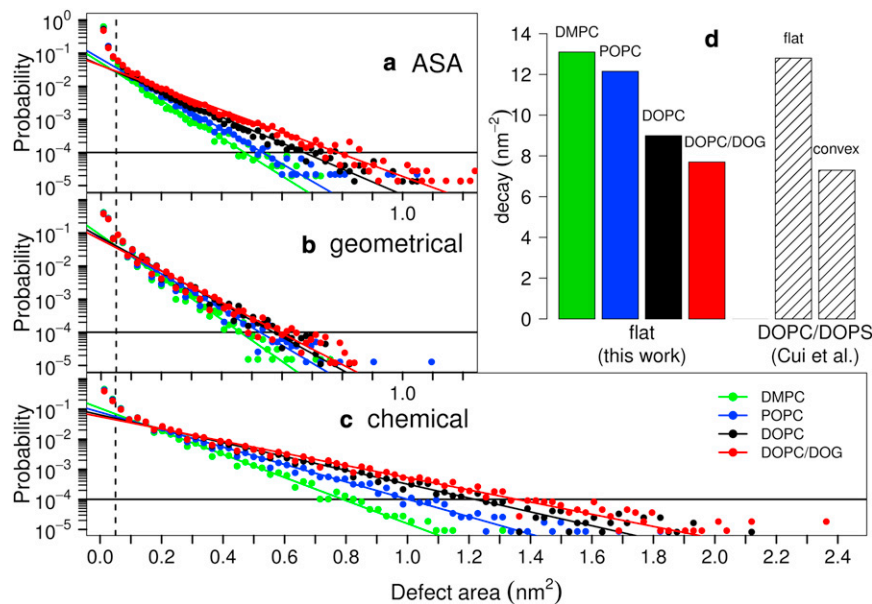 10⁰
10⁻¹
10⁻²
10⁻³
10⁻⁴
10⁻⁵
Probability
a ASA
1.0
10⁻¹
10⁻²
10⁻³
10⁻⁴
10⁻⁵
Probability
b geometrical
1.0
10⁻¹
10⁻²
10⁻³
10⁻⁴
10⁻⁵
Probability
c chemical
DMPC
POPC
DOPC
DOPC/DOG
0.0 0.2 0.4 0.6 0.8 1.0 1.2 1.4 1.6 1.8 2.0 2.2 2.4
Defect area (nm²)
d
14
12
10
8
6
4
2
0
decay (nm⁻²)
DMPC
POPC
DOPC
DOPC/DOG
flat
convex
flat
(this work)
DOPC/DOPS
(Cui et al.)